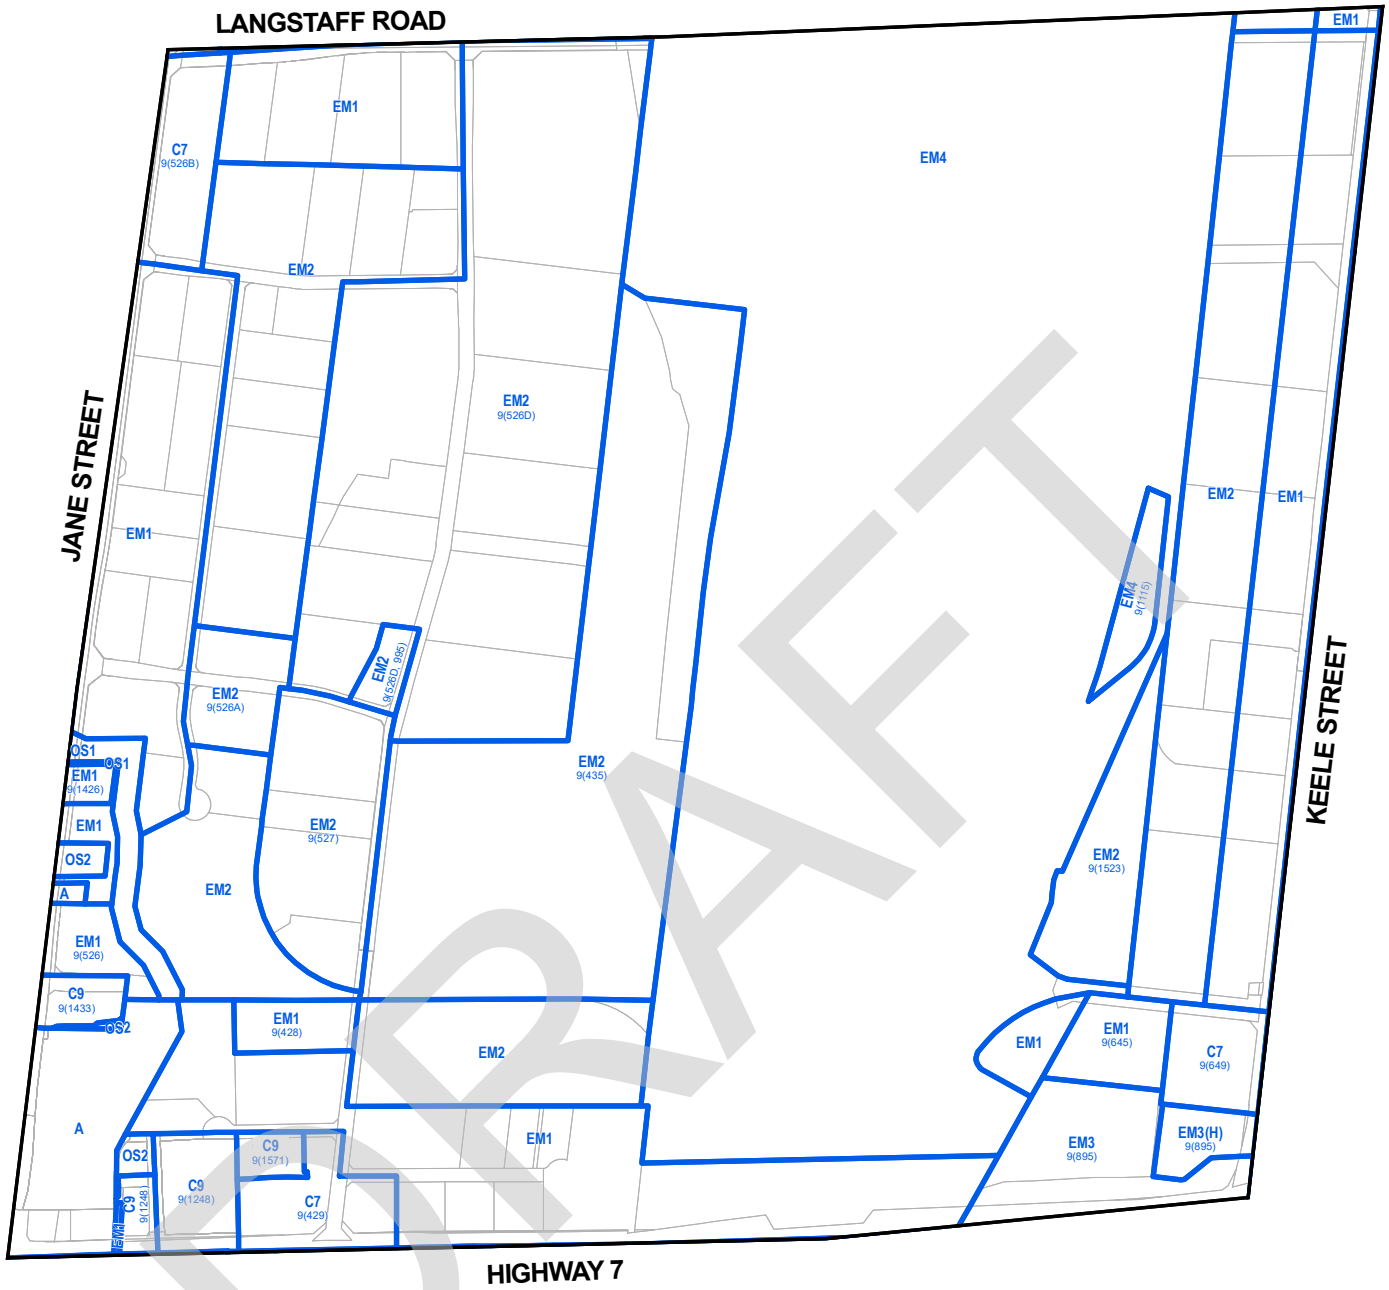 LANGSTAFF ROAD
EM1
EM1
C7
9(526B)
EM4
EM2
JANE STREET
EM2
9(526D)
EM2
EM1
EM1
EM4
9(1115)
EM2
9(526D, 995)
EM2
9(526A)
KEELE STREET
OS1
OS1
EM1
9(1426)
EM2
9(435)
EM1
EM2
9(527)
OS2
EM2
9(1523)
A
EM2
EM1
9(526)
C9
9(1433)
OS2
EM1
9(428)
EM2
EM1
EM1
9(645)
C7
9(649)
A
OS2
C9
9(1571)
EM1
EM3
9(895)
EM3(H)
9(895)
C9
9(1248)
C9
9(1248)
C7
9(429)
EM1
HIGHWAY 7
DRAFT